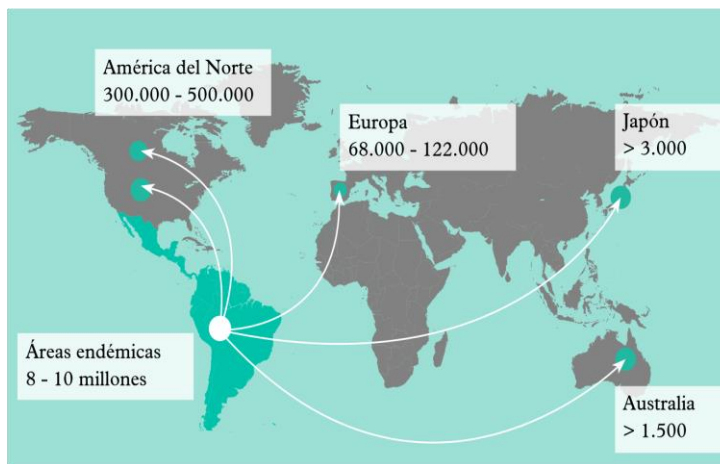 América del Norte
300.000 - 500.000
Europa
68.000 - 122.000
Japón
> 3.000
Áreas endémicas
8 - 10 millones
Australia
> 1.500